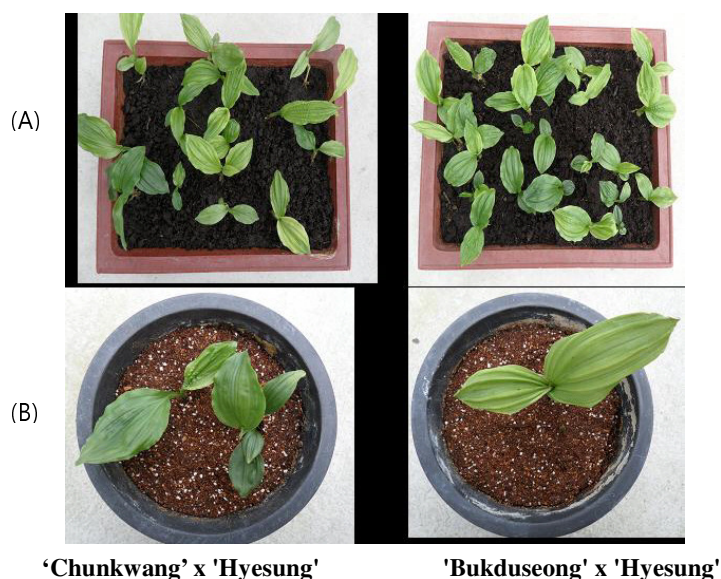 (A)
(B)
‘Chunkwang’ x 'Hyesung'
'Bukduseong' x 'Hyesung'